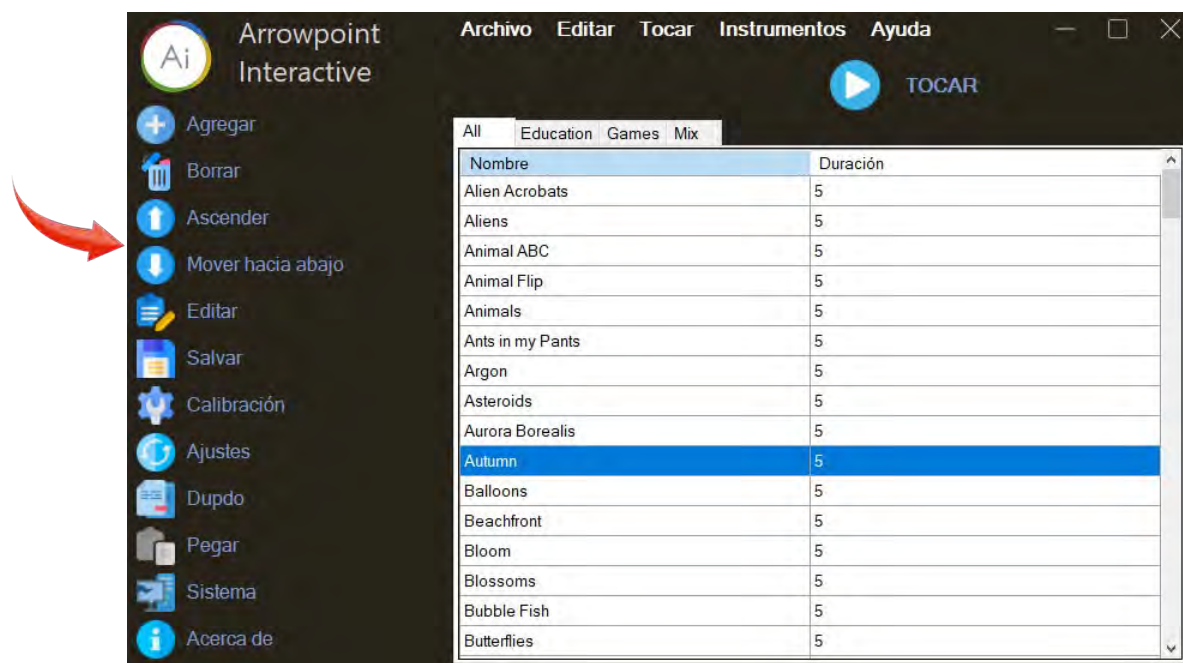 Ai
Arrowpoint
Interactive
Archivo Editar Tocar Instrumentos Ayuda
TOCAR
Agregar
Borrar
Ascender
Mover hacia abajo
Editar
Salvar
Calibración
Ajustes
Dupdo
Pegar
Sistema
Acerca de
All Education Games Mix
Nombre Duración
Alien Acrobats 5
Aliens 5
Animal ABC 5
Animal Flip 5
Animals 5
Ants in my Pants 5
Argon 5
Asteroids 5
Aurora Borealis 5
Autumn 5
Balloons 5
Beachfront 5
Bloom 5
Blossoms 5
Bubble Fish 5
Butterflies 5